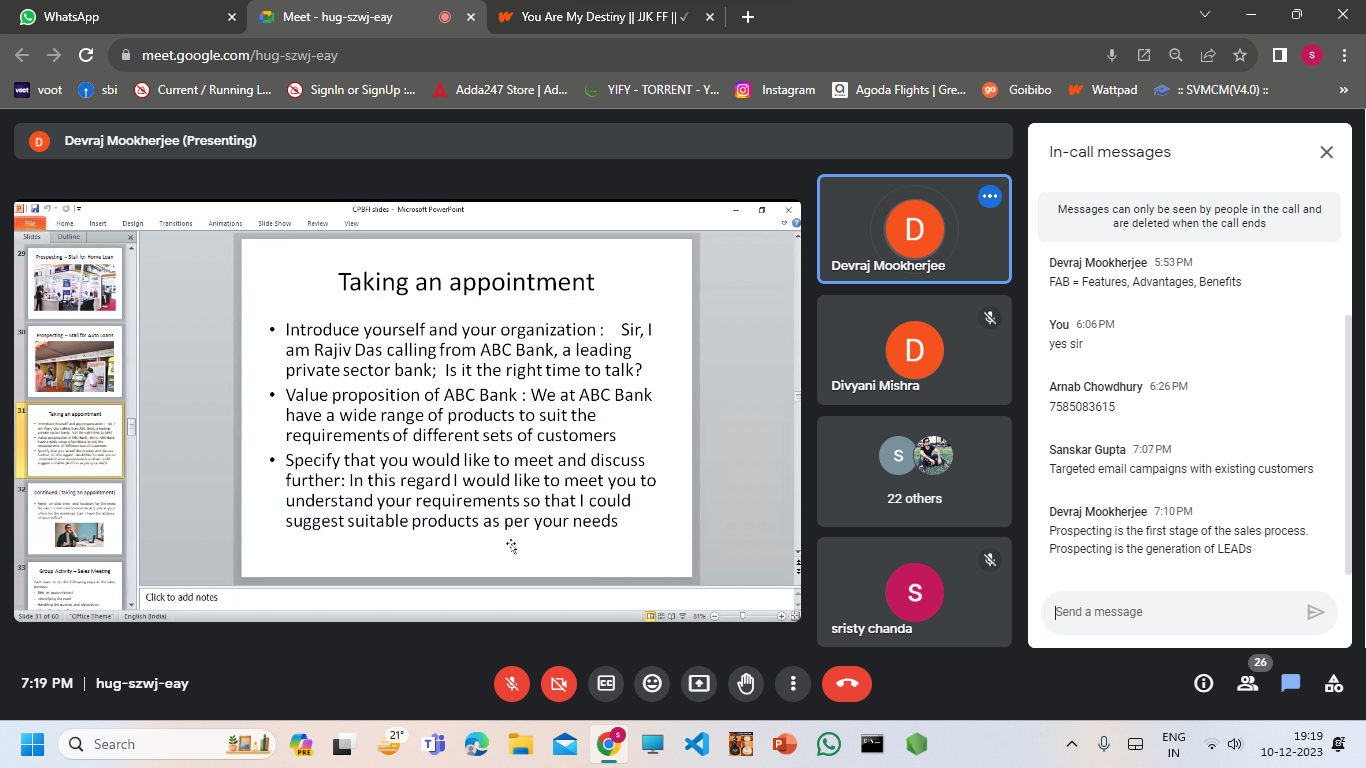 WhatsApp
Meet - hug-szwj-eay
You Are My Destiny || JJK FF || ✓
meet.google.com/hug-szwj-eay
S
voot
voot
sbi
Current / Running L...
SignIn or SignUp :...
Adda247 Store | Ad...
YIFY - TORRENT - Y...
Instagram
Agoda Flights | Gre...
go
Goibibo
Wattpad
:: SVMCM(V4.0) ::
»
D
Devraj Mookherjee (Presenting)
CPBFI slides - Microsoft PowerPoint
File
Home
Insert
Design
Transitions
Animations
Slide Show
Review
View
Slides
Outline
29
Prospecting – Stall for Home Loan
30
Prospecting – Stall for Auto Loans
31
Taking an appointment
32
Continued (Taking an appointment)
33
Group Activity – Sales Meeting
Taking an appointment
• Introduce yourself and your organization : Sir, I
am Rajiv Das calling from ABC Bank, a leading
private sector bank; Is it the right time to talk?
• Value proposition of ABC Bank : We at ABC Bank
have a wide range of products to suit the
requirements of different sets of customers
• Specify that you would like to meet and discuss
further: In this regard I would like to meet you to
understand your requirements so that I could
suggest suitable products as per your needs
Click to add notes
Slide 31 of 60
"Office Theme"
English (India)
81%
D
Devraj Mookherjee
D
Divyani Mishra
S
22 others
S
sristy chanda
In-call messages
Messages can only be seen by people in the call and
are deleted when the call ends
Devraj Mookherjee 5:53 PM
FAB = Features, Advantages, Benefits
You 6:06 PM
yes sir
Arnab Chowdhury 6:26 PM
7585083615
Sanskar Gupta 7:07 PM
Targeted email campaigns with existing customers
Devraj Mookherjee 7:10 PM
Prospecting is the first stage of the sales process.
Prospecting is the generation of LEADs
Send a message
7:19 PM | hug-szwj-eay
26
Search
PRE
21°
S
ENG
IN
19:19
10-12-2023